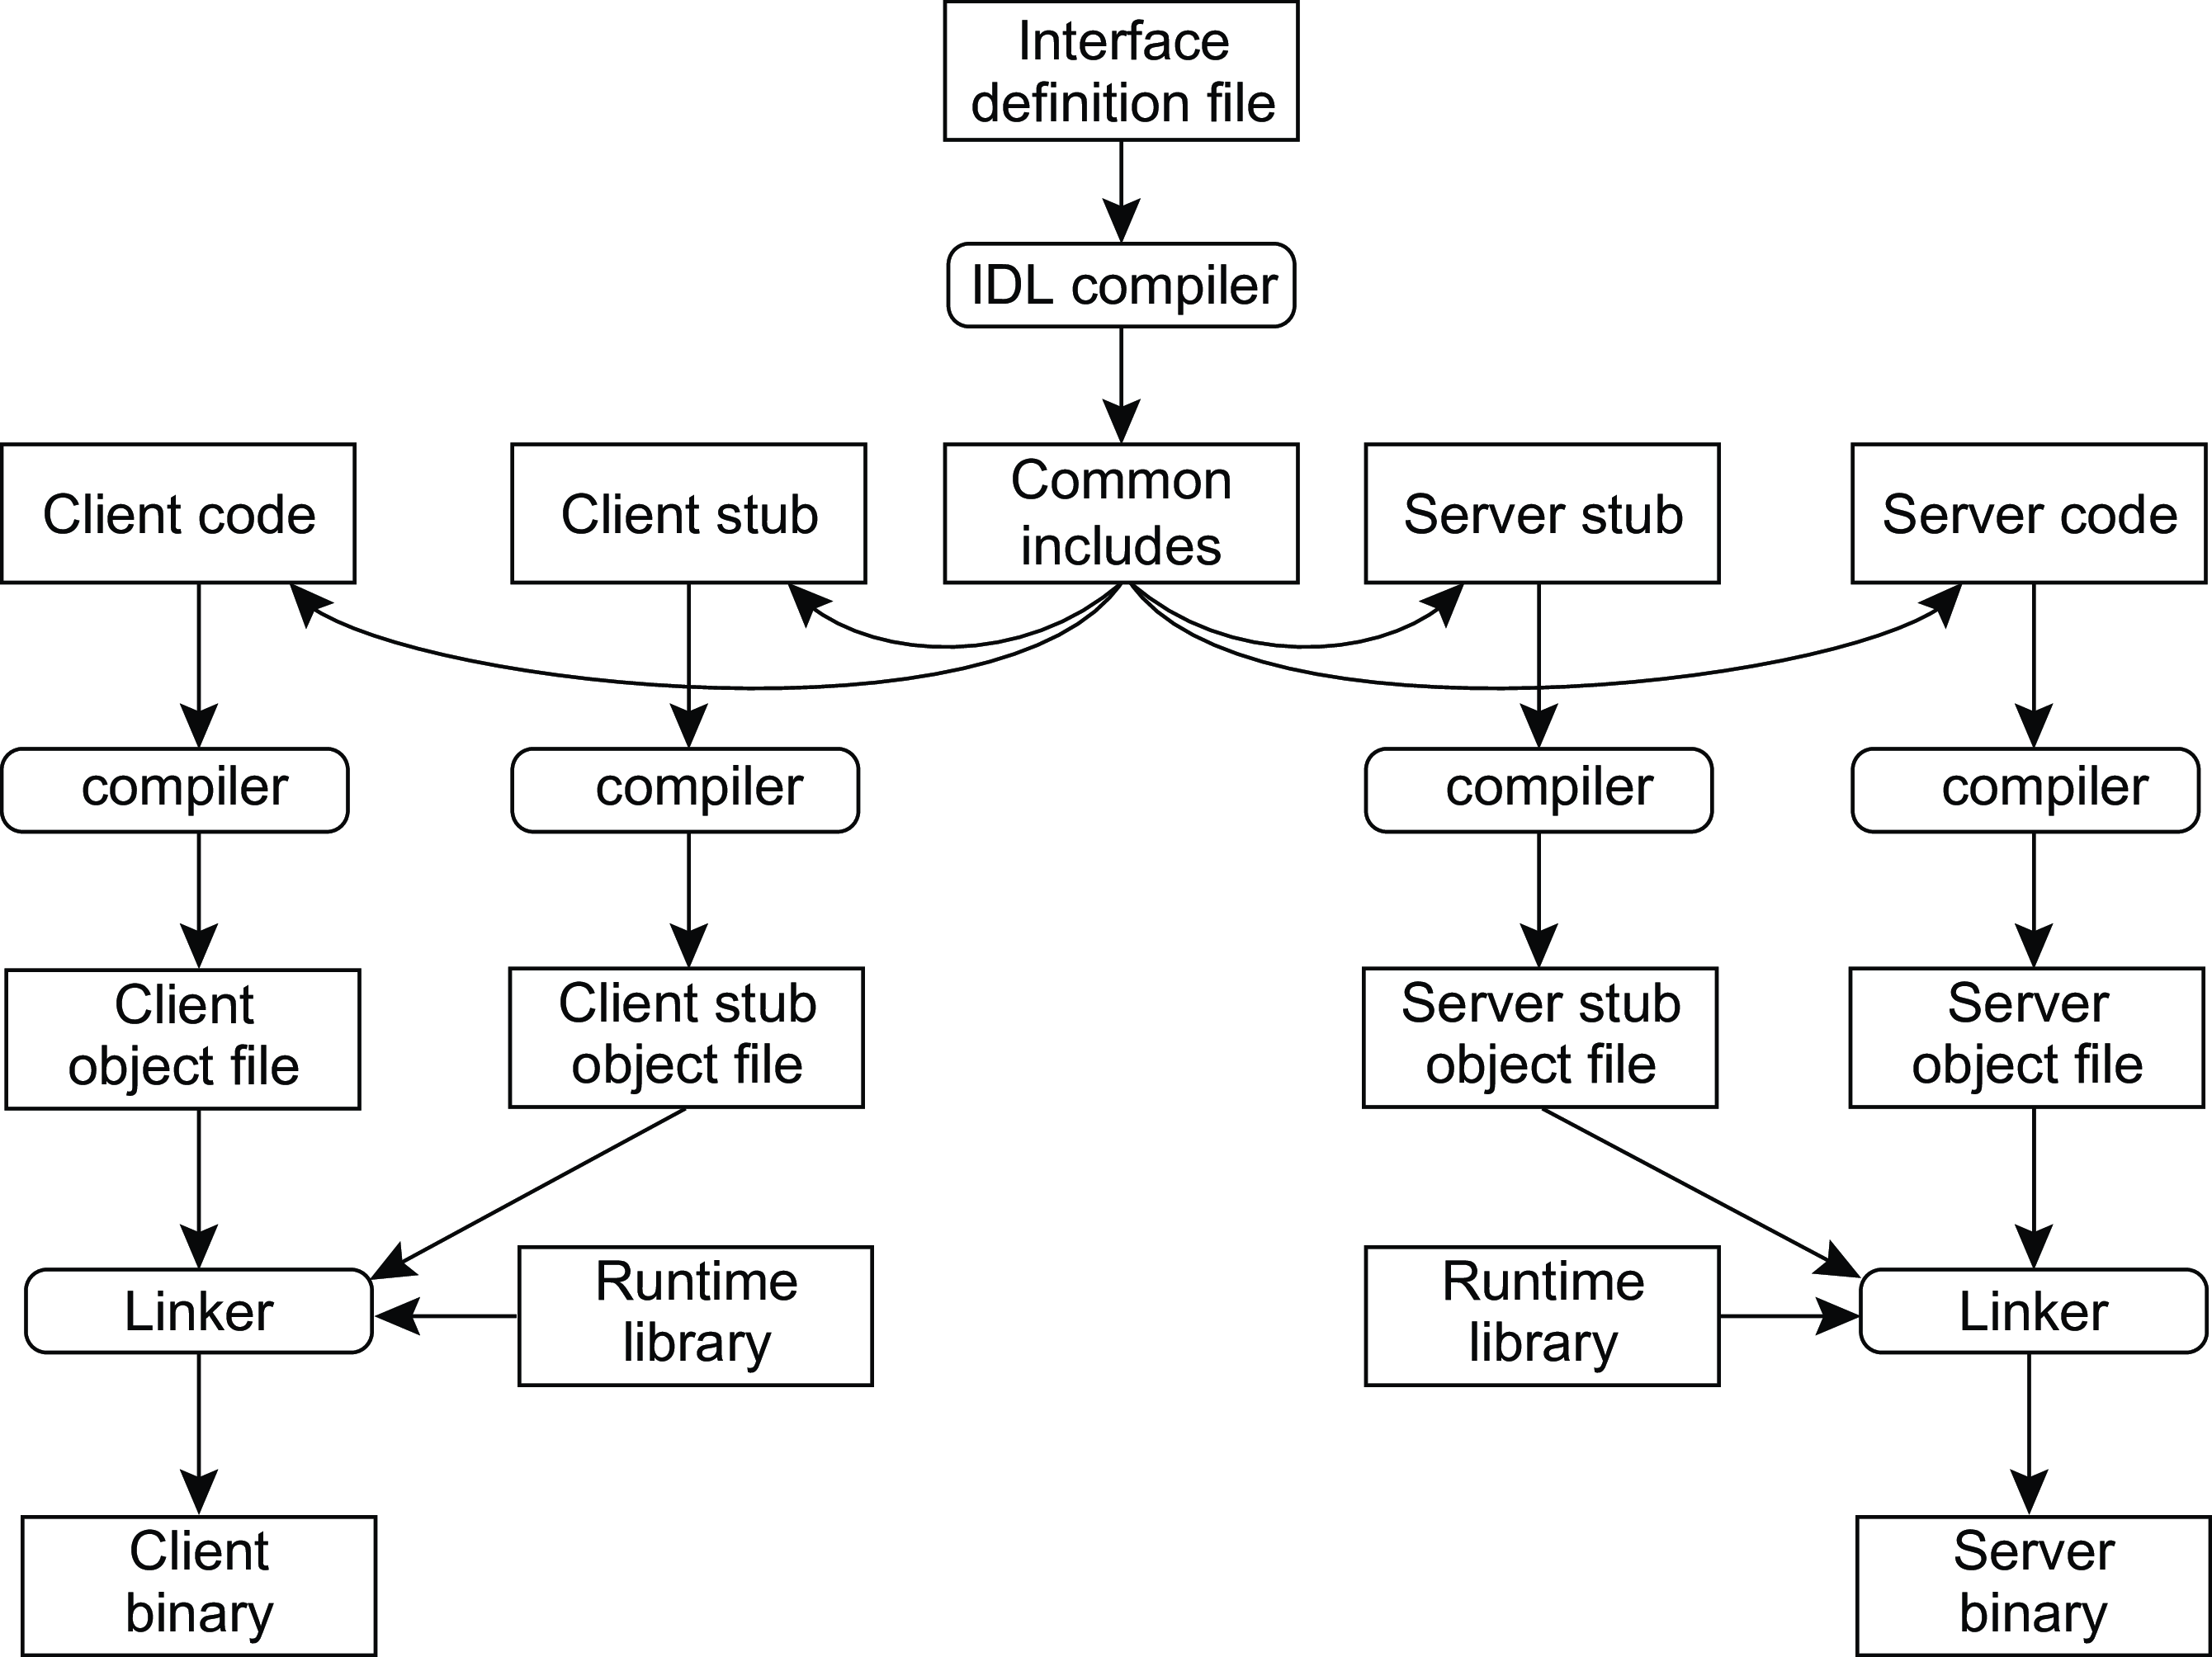 Interface
definition file
IDL compiler
Client code
Client stub
Common
includes
Server stub
Server code
compiler
compiler
compiler
compiler
Client
object file
Client stub
object file
Server stub
object file
Server
object file
Linker
Runtime
library
Runtime
library
Linker
Client
binary
Server
binary